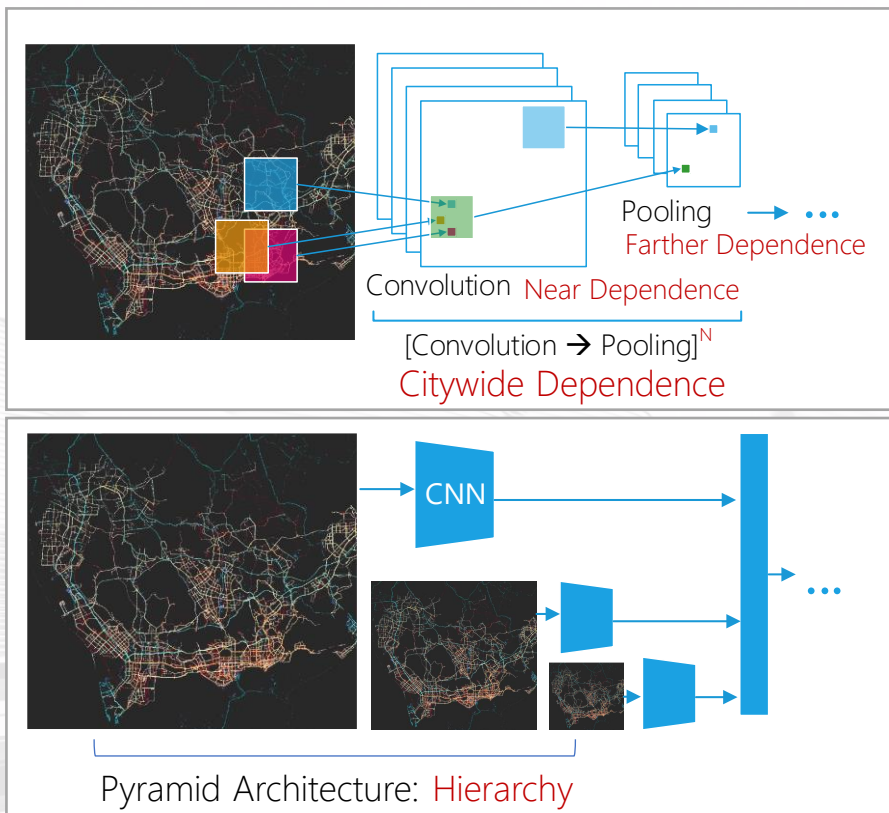 Pooling
Farther Dependence
Convolution Near Dependence
[Convolution → Pooling]^N
Citywide Dependence
CNN
Pyramid Architecture: Hierarchy